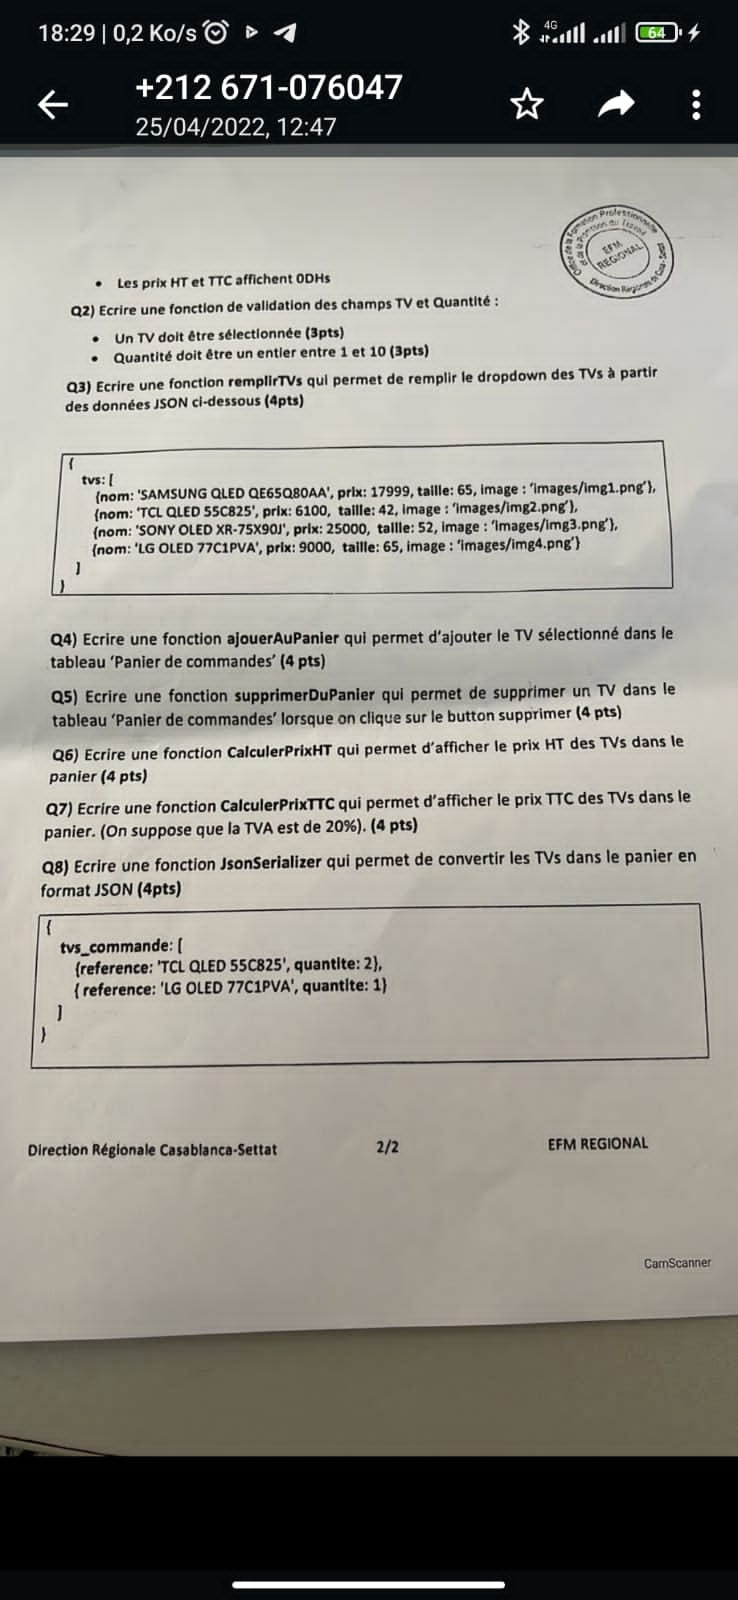 18:29 | 0,2 Ko/s
4G
64
+212 671-076047
25/04/2022, 12:47
Office de la Formation Professionnelle
et de la Promotion du Travail
EFM
REGIONAL
• Les prix HT et TTC affichent 0DHs
Q2) Ecrire une fonction de validation des champs TV et Quantité :
• Un TV doit être sélectionnée (3pts)
• Quantité doit être un entier entre 1 et 10 (3pts)
Q3) Ecrire une fonction remplirTVs qui permet de remplir le dropdown des TVs à partir
des données JSON ci-dessous (4pts)
{
tvs: [
{nom: 'SAMSUNG QLED QE65Q80AA', prix: 17999, taille: 65, image : 'images/img1.png'},
{nom: 'TCL QLED 55C825', prix: 6100, taille: 42, image : 'images/img2.png'},
{nom: 'SONY OLED XR-75X90J', prix: 25000, taille: 52, image : 'images/img3.png'},
{nom: 'LG OLED 77C1PVA', prix: 9000, taille: 65, image : 'images/img4.png'}
]
}
Q4) Ecrire une fonction ajouerAuPanier qui permet d'ajouter le TV sélectionné dans le
tableau 'Panier de commandes' (4 pts)
Q5) Ecrire une fonction supprimerDuPanier qui permet de supprimer un TV dans le
tableau 'Panier de commandes' lorsque on clique sur le button supprimer (4 pts)
Q6) Ecrire une fonction CalculerPrixHT qui permet d'afficher le prix HT des TVs dans le
panier (4 pts)
Q7) Ecrire une fonction CalculerPrixTTC qui permet d'afficher le prix TTC des TVs dans le
panier. (On suppose que la TVA est de 20%). (4 pts)
Q8) Ecrire une fonction JsonSerializer qui permet de convertir les TVs dans le panier en
format JSON (4pts)
{
tvs_commande: [
{reference: 'TCL QLED 55C825', quantite: 2},
{ reference: 'LG OLED 77C1PVA', quantite: 1}
]
}
Direction Régionale Casablanca-Settat 2/2 EFM REGIONAL
CamScanner